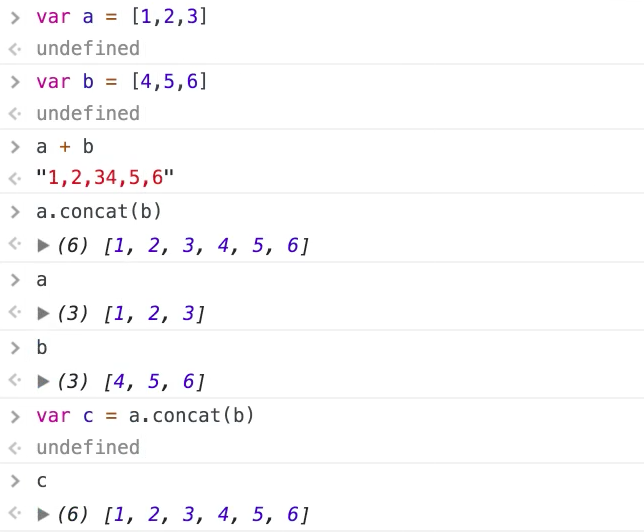 > var a = [1,2,3]
< undefined
> var b = [4,5,6]
< undefined
> a + b
< "1,2,34,5,6"
> a.concat(b)
< ▶ (6) [1, 2, 3, 4, 5, 6]
> a
< ▶ (3) [1, 2, 3]
> b
< ▶ (3) [4, 5, 6]
> var c = a.concat(b)
< undefined
> c
< ▶ (6) [1, 2, 3, 4, 5, 6]